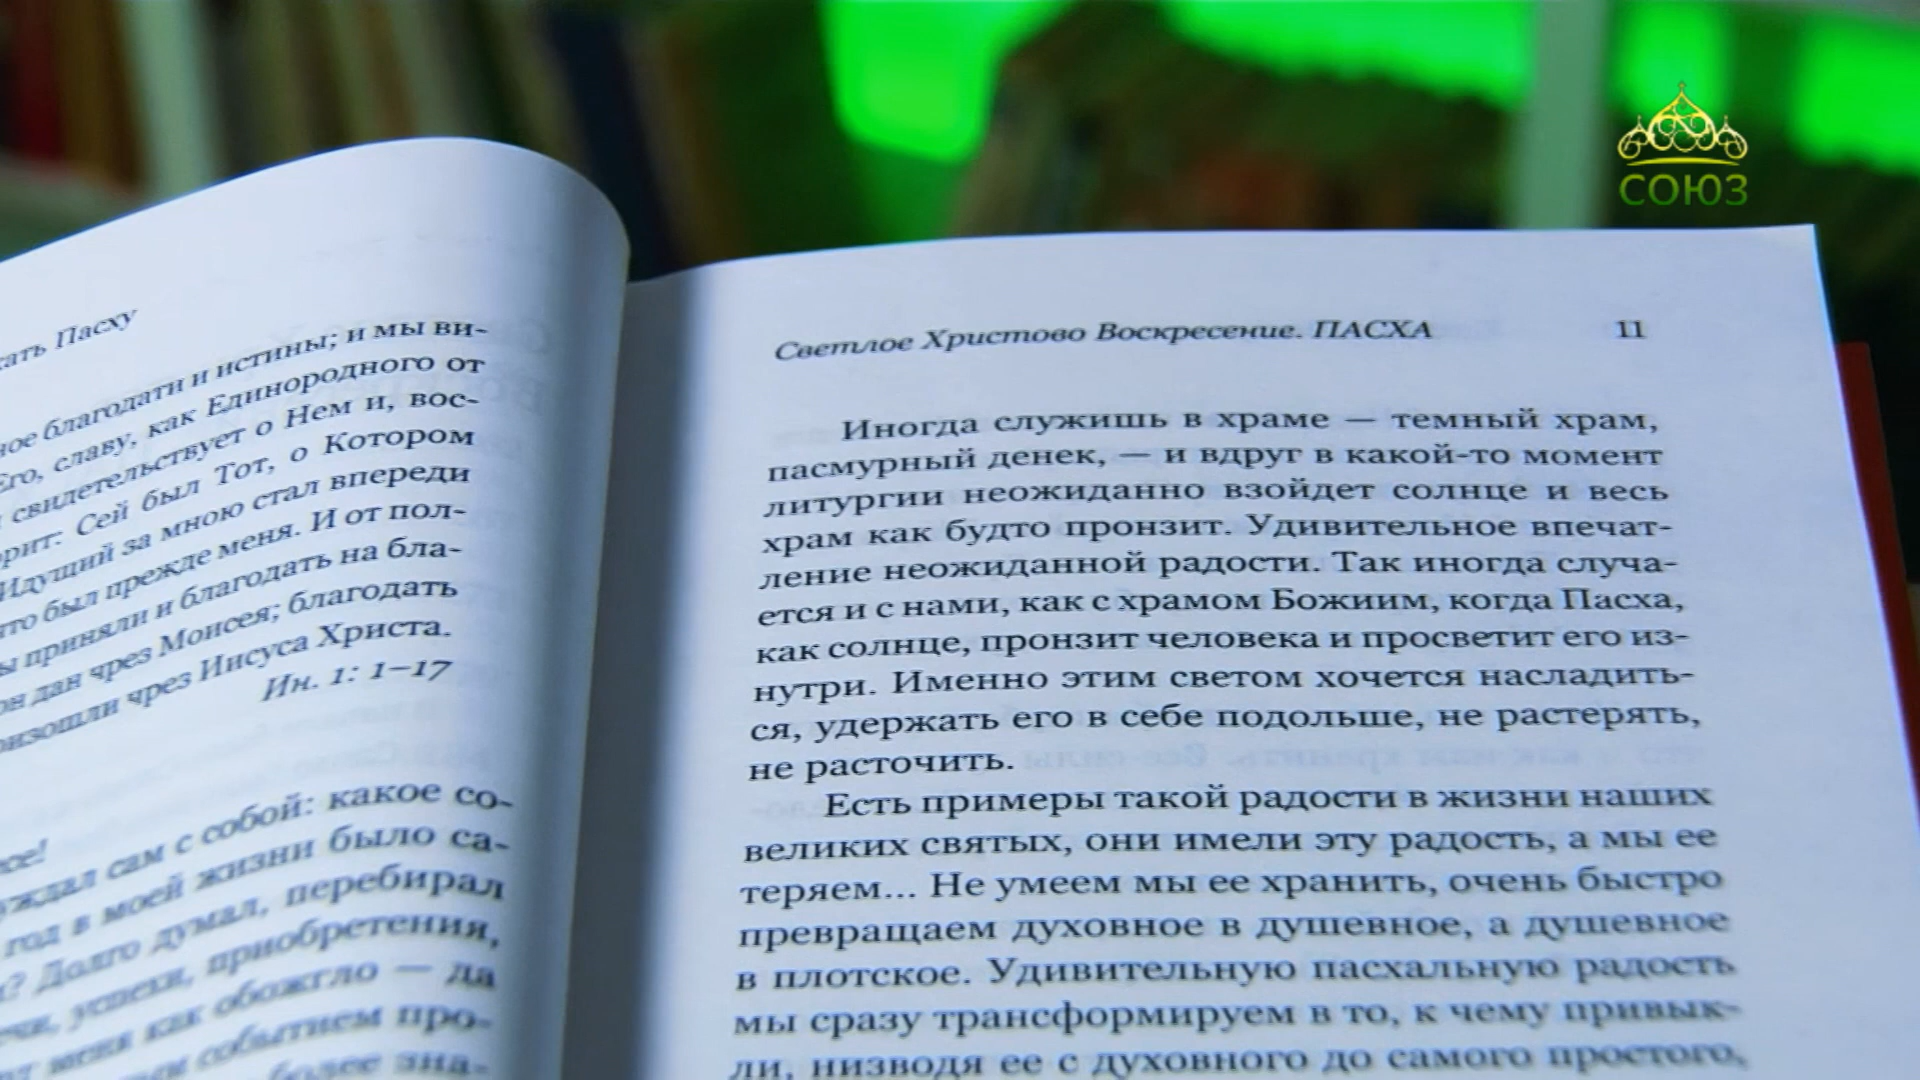 СОЮЗ
Пасху
благодати и истины; и мы ви-
Его, славу, как Единородного от
свидетельствует о Нем и, вос-
Сей был Тот, о Котором
Идущий за мною стал впереди
был прежде меня. И от пол-
приняли и благодать на бла-
дан чрез Моисея; благодать
чрез Иисуса Христа.
Ин. 1: 1–17
сам с собой: какое со-
год в моей жизни было са-
Долго думал, перебирал
успехи, приобретения,
меня как обожгло — да
событием про-
более зна-
Светлое Христово Воскресение. ПАСХА 11
Иногда служишь в храме — темный храм,
пасмурный денек, — и вдруг в какой-то момент
литургии неожиданно взойдет солнце и весь
храм как будто пронзит. Удивительное впечат-
ление неожиданной радости. Так иногда случа-
ется и с нами, как с храмом Божиим, когда Пасха,
как солнце, пронзит человека и просветит его из-
нутри. Именно этим светом хочется насладить-
ся, удержать его в себе подольше, не растерять,
не расточить.
Есть примеры такой радости в жизни наших
великих святых, они имели эту радость, а мы ее
теряем... Не умеем мы ее хранить, очень быстро
превращаем духовное в душевное, а душевное
в плотское. Удивительную пасхальную радость
мы сразу трансформируем в то, к чему привык-
ли, низводя ее с духовного до самого простого,